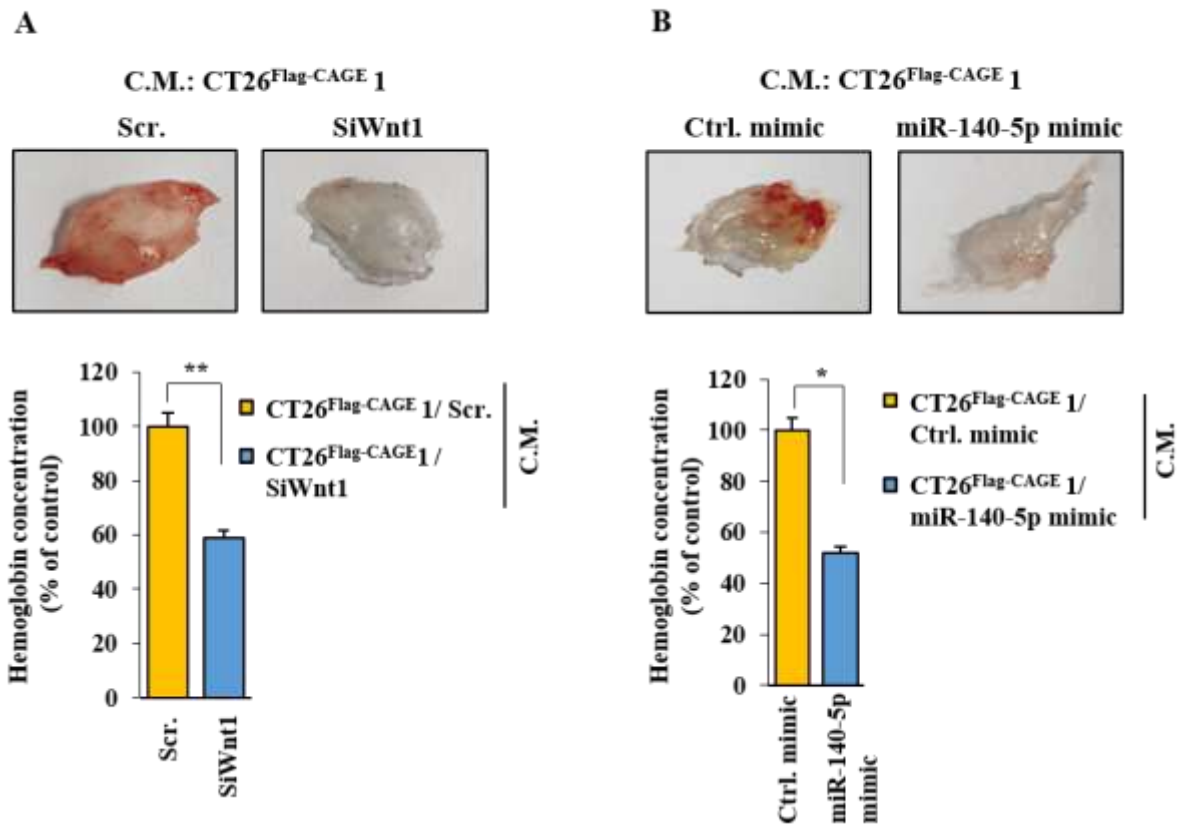 A
C.M.: CT26Flag-CAGE 1
Scr.
SiWnt1
120
100
80
60
40
20
0
Hemoglobin concentration
(% of control)
**
CT26Flag-CAGE 1/ Scr.
CT26Flag-CAGE1 /
SiWnt1
C.M.
Scr.
SiWnt1
B
C.M.: CT26Flag-CAGE 1
Ctrl. mimic
miR-140-5p mimic
120
100
80
60
40
20
0
Hemoglobin concentration
(% of control)
*
CT26Flag-CAGE 1/
Ctrl. mimic
CT26Flag-CAGE 1/
miR-140-5p mimic
C.M.
Ctrl. mimic
miR-140-5p
mimic